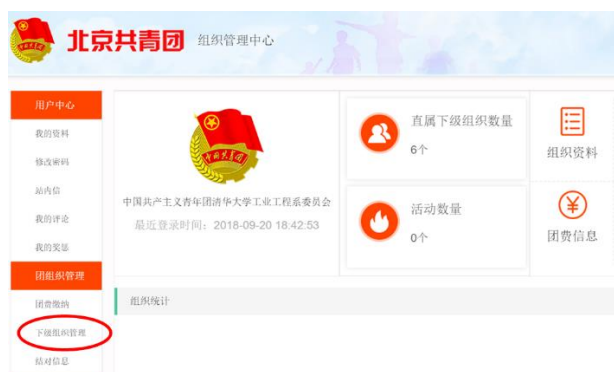 北京共青团 组织管理中心
用户中心
我的资料
修改密码
站内信
我的评论
我的奖惩
团组织管理
团费缴纳
下级组织管理
结对信息
中国共产主义青年团清华大学工业工程系委员会
最近登录时间：2018-09-20 18:42:53
直属下级组织数量
6个
组织资料
活动数量
0个
团费信息
组织统计